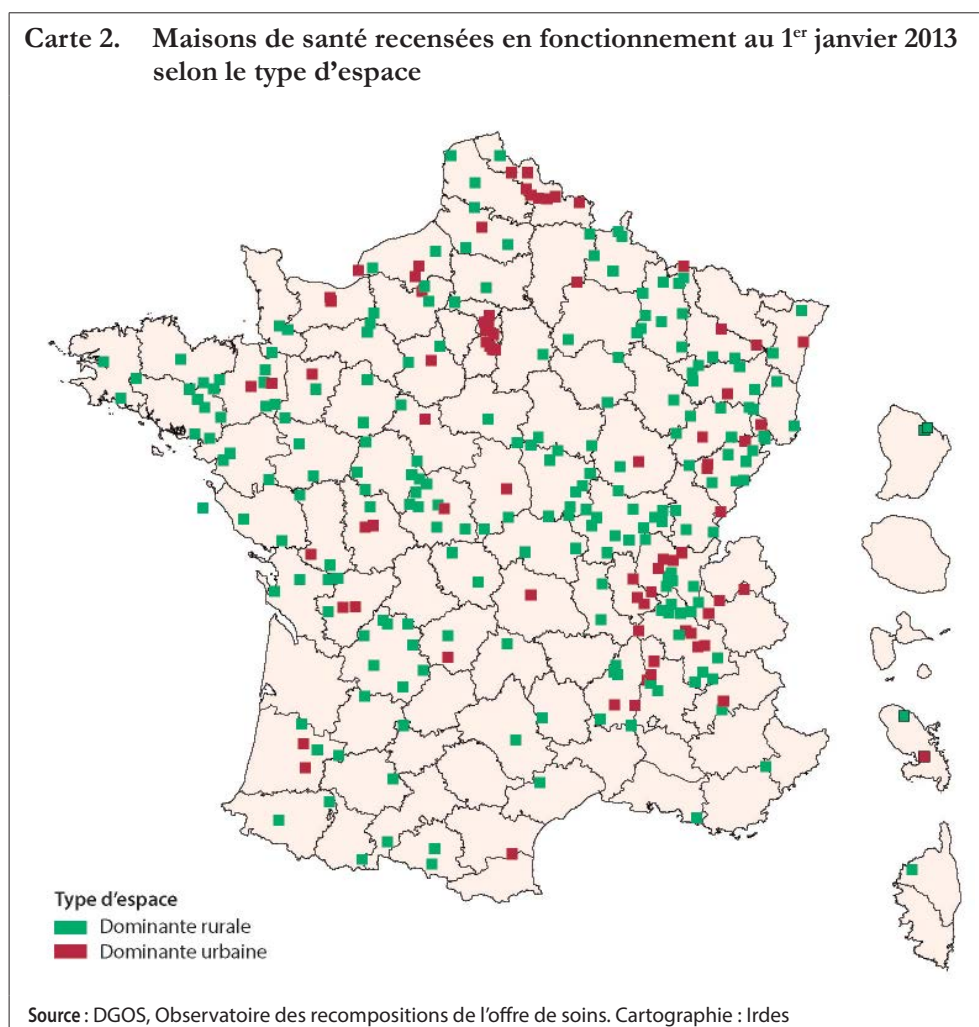 Carte 2. Maisons de santé recensées en fonctionnement au 1er janvier 2013
selon le type d’espace
Type d’espace
Dominante rurale
Dominante urbaine
Source : DGOS, Observatoire des recompositions de l’offre de soins. Cartographie : Irdes